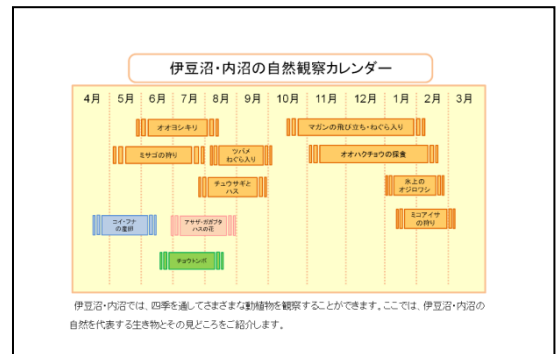 伊豆沼・内沼の自然観察カレンダー
4月 5月 6月 7月 8月 9月 10月 11月 12月 1月 2月 3月
オオヨシキリ
マガンの飛び立ち・ねぐら入り
ミサゴの狩り
ツバメ
ねぐら入り
オオハクチョウの採食
チュウサギと
ハス
氷上の
オジロワシ
コイ・フナ
の産卵
アサザ・ガガブタ
ハスの花
ミコアイサ
の狩り
チョウトンボ
伊豆沼・内沼では、四季を通してさまざまな動植物を観察することができます。ここでは、伊豆沼・内沼の
自然を代表する生き物とその見どころをご紹介します。